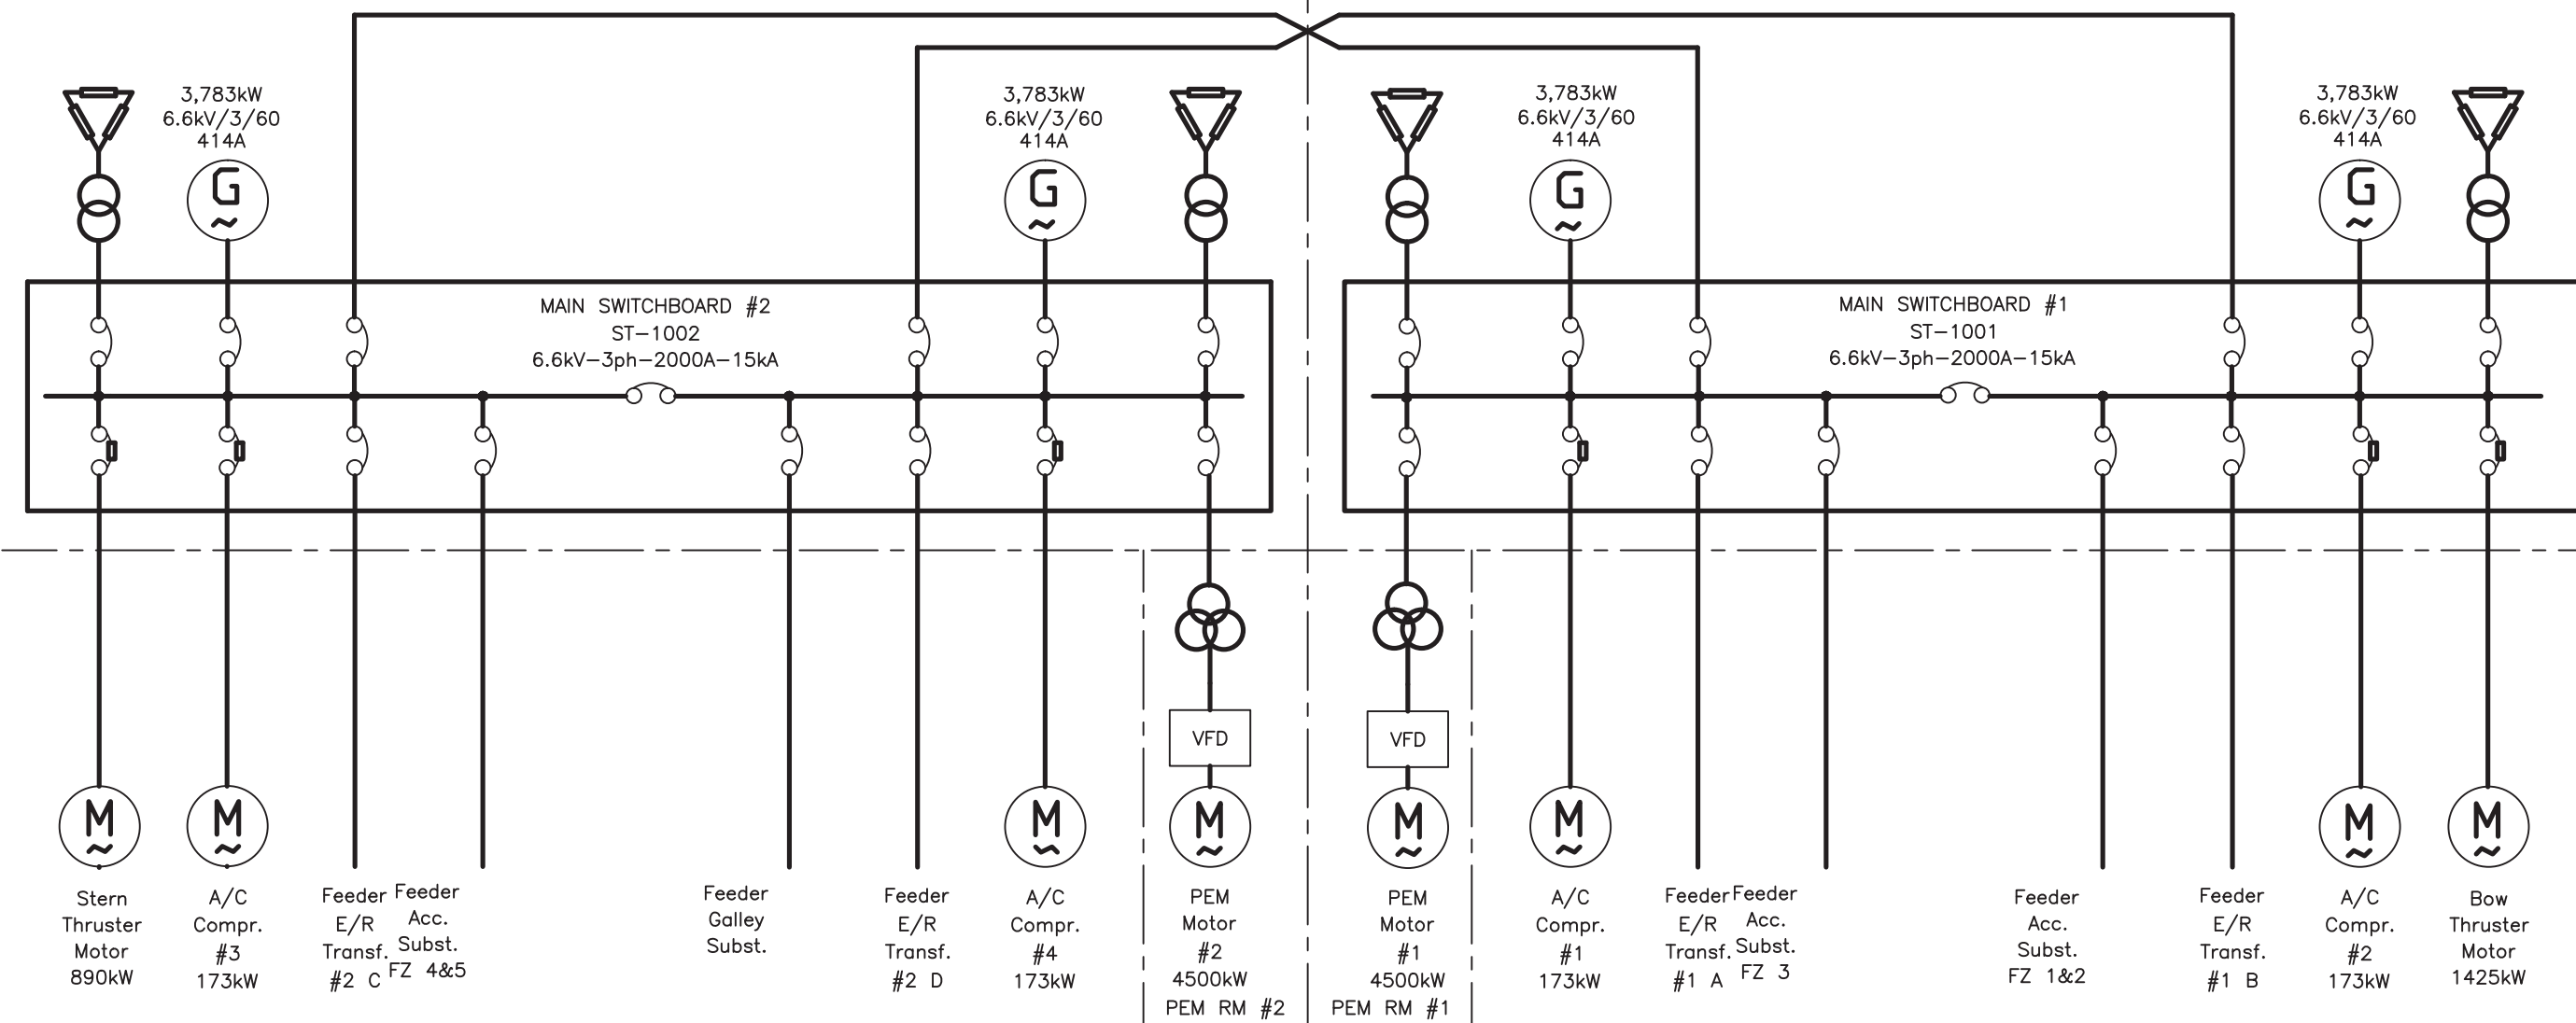 3,783kW
6.6kV/3/60
414A
G
3,783kW
6.6kV/3/60
414A
G
3,783kW
6.6kV/3/60
414A
G
3,783kW
6.6kV/3/60
414A
G
MAIN SWITCHBOARD #2
ST-1002
6.6kV-3ph-2000A-15kA
MAIN SWITCHBOARD #1
ST-1001
6.6kV-3ph-2000A-15kA
VFD
VFD
M
M
M
M
M
M
M
M
Stern
Thruster
Motor
890kW
A/C
Compr.
#3
173kW
Feeder
E/R
Transf.
#2 C
Feeder
Acc.
Subst.
FZ 4&5
Feeder
Galley
Subst.
Feeder
E/R
Transf.
#2 D
A/C
Compr.
#4
173kW
PEM
Motor
#2
4500kW
PEM RM #2
PEM
Motor
#1
4500kW
PEM RM #1
A/C
Compr.
#1
173kW
Feeder
E/R
Transf.
#1 A
Feeder
Acc.
Subst.
FZ 3
Feeder
Acc.
Subst.
FZ 1&2
Feeder
E/R
Transf.
#1 B
A/C
Compr.
#2
173kW
Bow
Thruster
Motor
1425kW